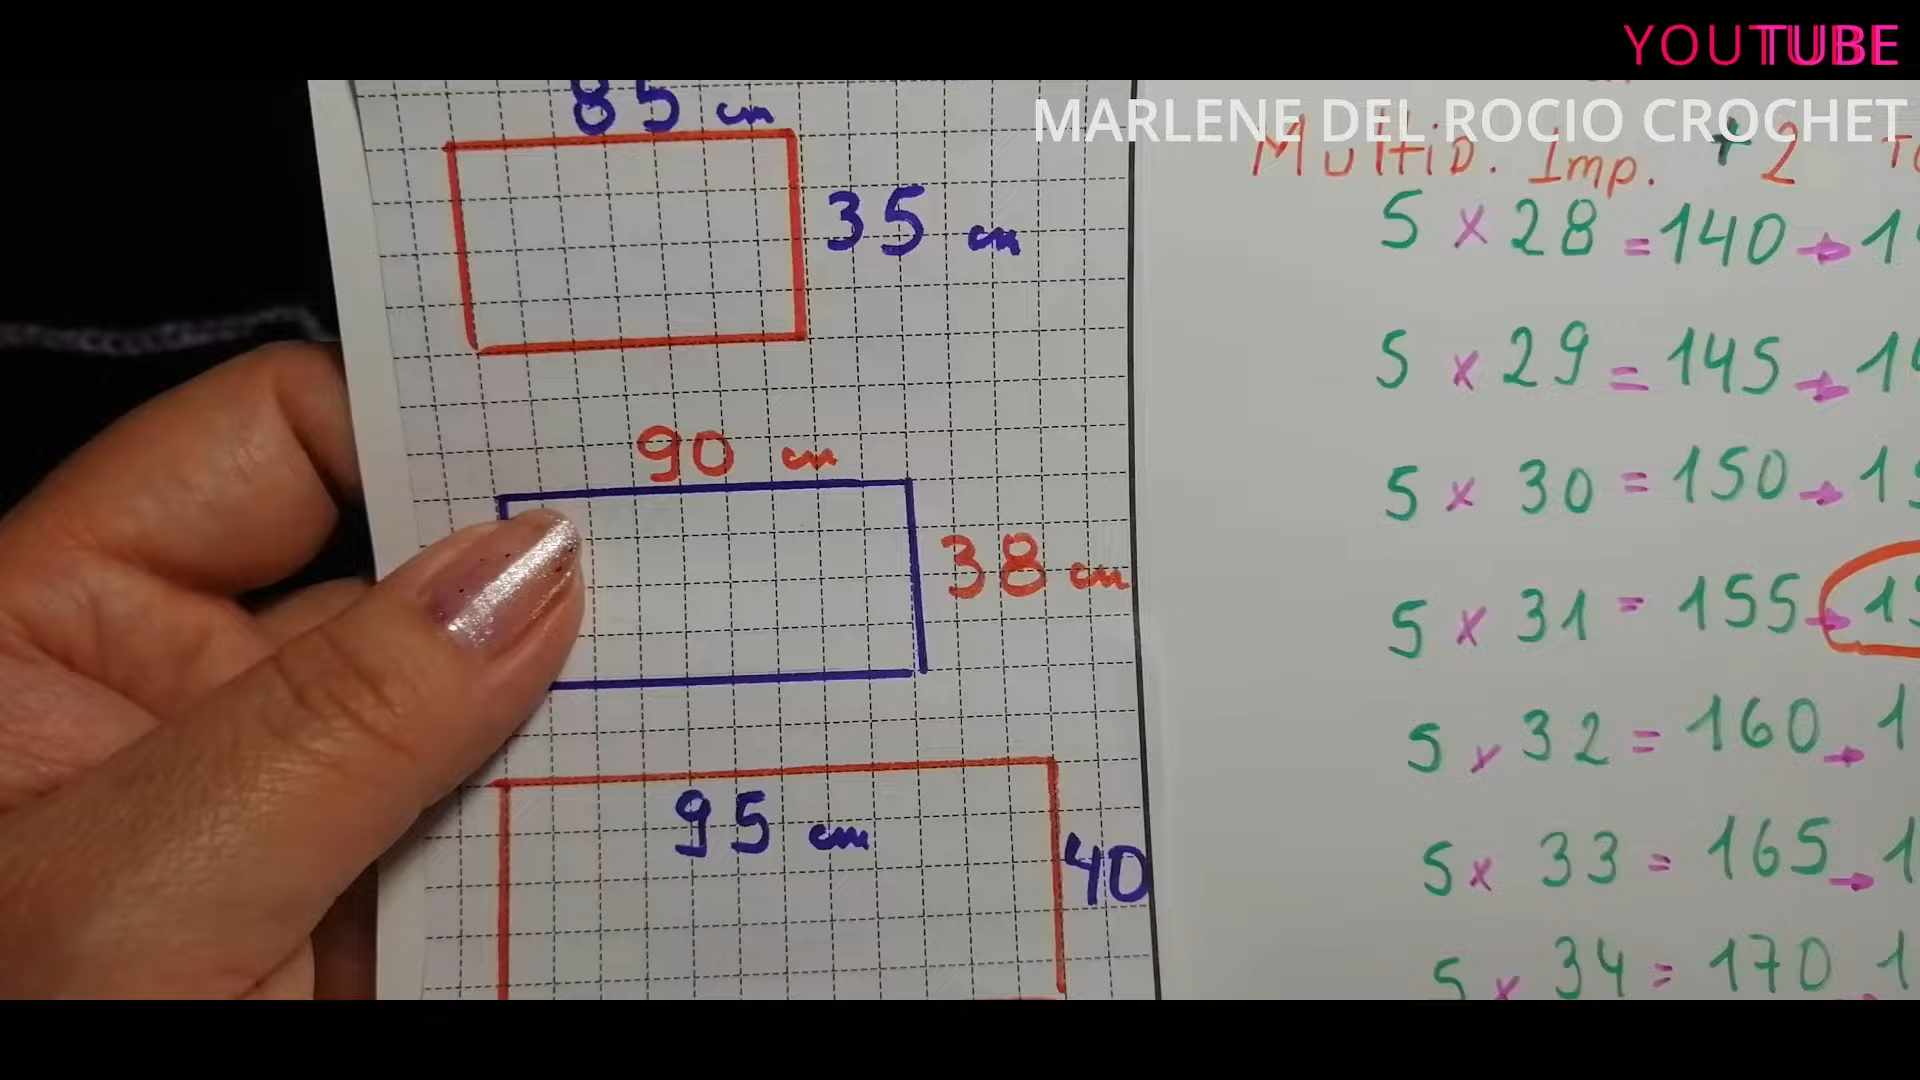 YOUTUBE
MARLENE DEL ROCIO CROCHET
85 cm
35 cm
90 cm
38 cm
95 cm
40
Multip. Imp. + 2
5 x 28 = 140 →
5 x 29 = 145 →
5 x 30 = 150 →
5 x 31 = 155 →
5 x 32 = 160 →
5 x 33 = 165 →
5 x 34 = 170